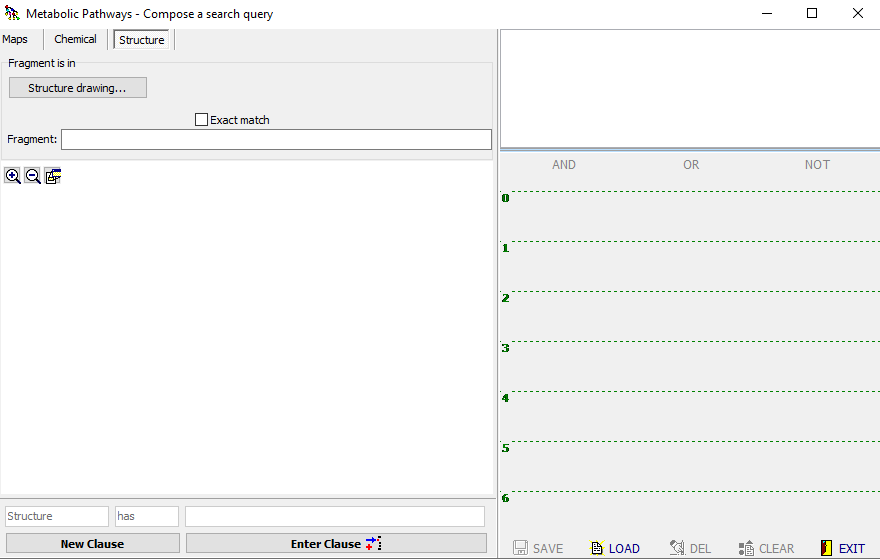 Metabolic Pathways - Compose a search query
Maps Chemical Structure
Fragment is in
Structure drawing...
Exact match
Fragment:
Structure has
New Clause Enter Clause
AND OR NOT
0
1
2
3
4
5
6
SAVE LOAD DEL CLEAR EXIT